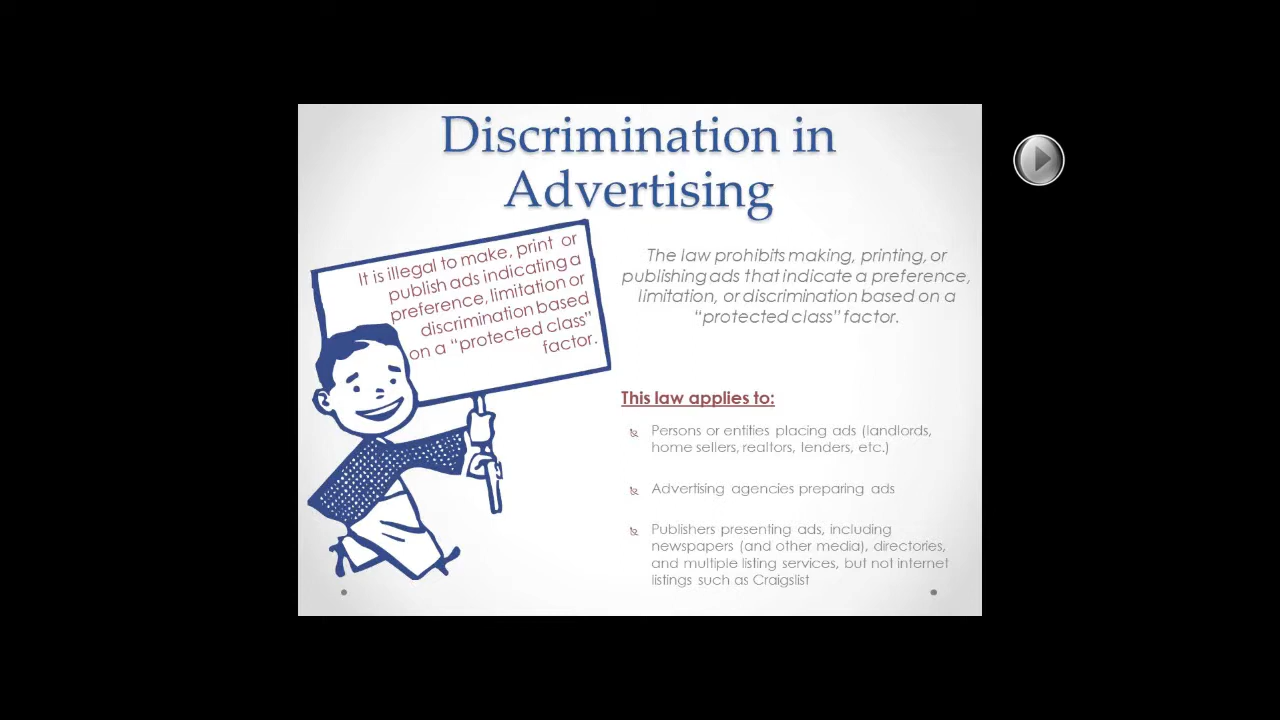 Discrimination in
Advertising
It is illegal to make, print or
publish ads indicating a
preference, limitation or
discrimination based
on a “protected class”
factor.
The law prohibits making, printing, or
publishing ads that indicate a preference,
limitation, or discrimination based on a
“protected class” factor.
This law applies to:
Persons or entities placing ads (landlords,
home sellers, realtors, lenders, etc.)
Advertising agencies preparing ads
Publishers presenting ads, including
newspapers (and other media), directories,
and multiple listing services, but not internet
listings such as Craigslist